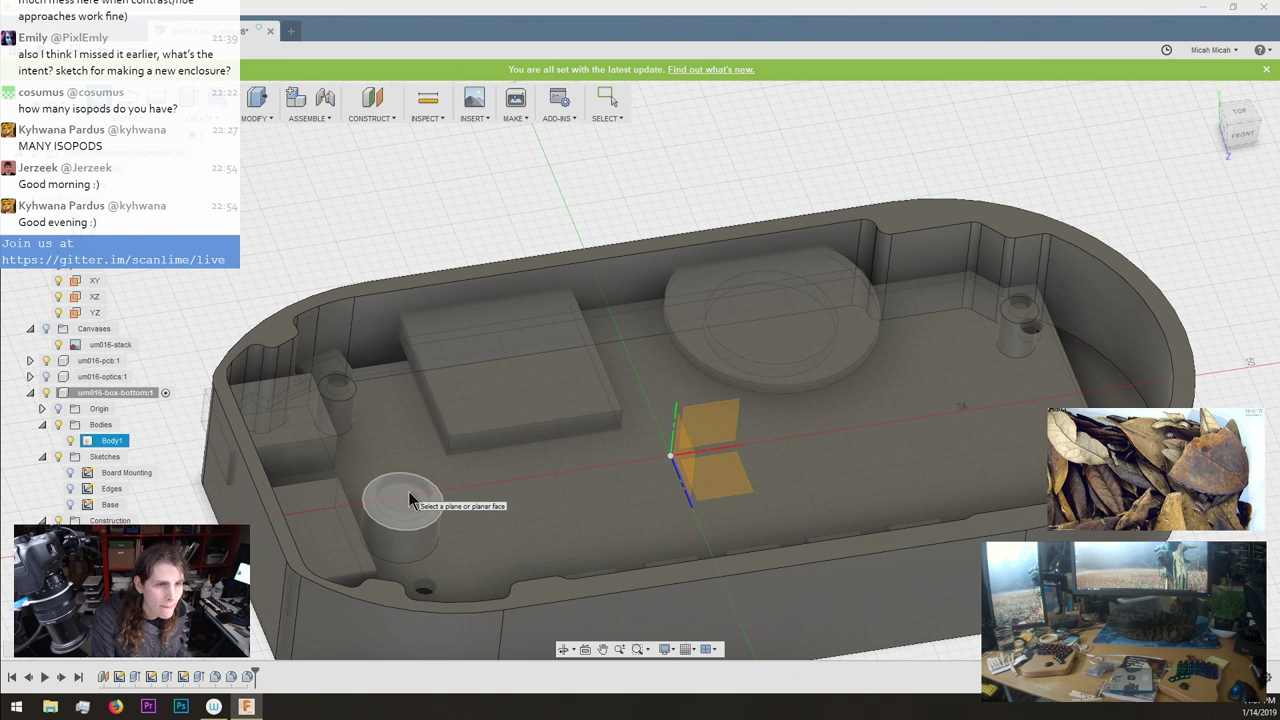 much mess here when contrast/hue
approaches work fine)
Emily @PixlEmly 21:39
also I think I missed it earlier, what's the
intent? sketch for making a new enclosure?
cosumus @cosumus 22:22
how many isopods do you have?
Kyhwana Pardus @kyhwana 22:27
MANY ISOPODS
Jerzeek @Jerzeek 22:54
Good morning :)
Kyhwana Pardus @kyhwana 22:54
Good evening :)
Join us at
https://gitter.im/scanlime/live
Micah Micah
You are all set with the latest update. Find out what's new.
MODIFY ASSEMBLE CONSTRUCT INSPECT INSERT MAKE ADD-INS SELECT
TOP
FRONT
Y
Z
XY
XZ
YZ
Canvases
um016-stack
um016-pcb:1
um016-optics:1
um016-box-bottom:1
Origin
Bodies
Body1
Sketches
Board Mounting
Edges
Base
Construction
Select a plane or planar face
25
50
Pr Ps W F
1/14/2019